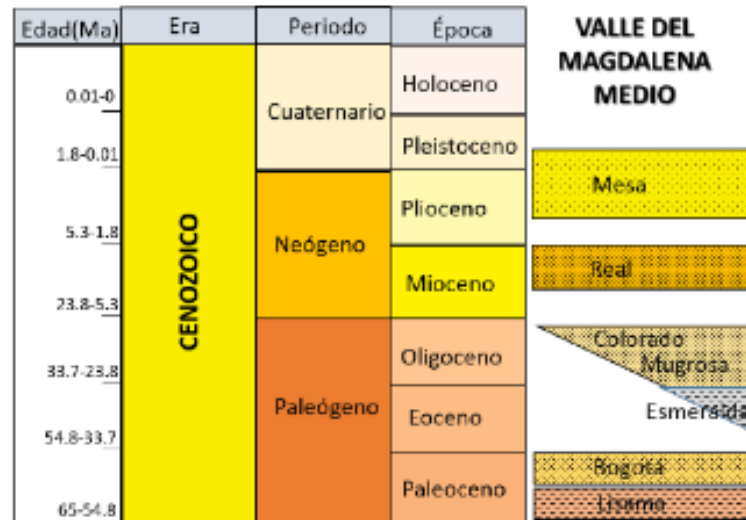 Edad(Ma) Era Periodo Época
VALLE DEL
MAGDALENA
MEDIO
0.01-0
1.8-0.01
5.3-1.8
23.8-5.3
33.7-23.8
54.8-33.7
65-54.8
CENOZOICO
Cuaternario
Neógeno
Paleógeno
Holoceno
Pleistoceno
Plioceno
Mioceno
Oligoceno
Eoceno
Paleoceno
Mesa
Real
Colorado
Mugrosa
Esmeralda
Bogotá
Lisama